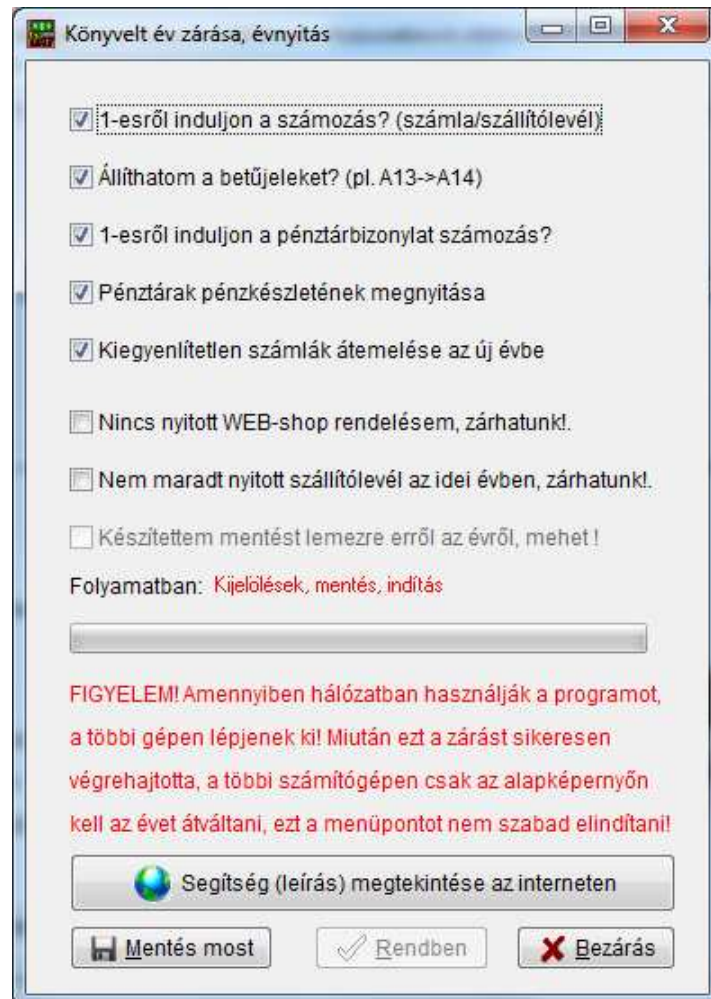 Könyvelt év zárása, évnyitás
1-esről induljon a számozás? (számla/szállítólevél)
Állíthatom a betűjeleket? (pl. A13->A14)
1-esről induljon a pénztárbizonylat számozás?
Pénztárak pénzkészletének megnyitása
Kiegyenlítetlen számlák átemelése az új évbe
Nincs nyitott WEB-shop rendelésem, zárhatunk!.
Nem maradt nyitott szállítólevél az idei évben, zárhatunk!.
Készítettem mentést lemezre erről az évről, mehet !
Folyamatban: Kijelölések, mentés, indítás
FIGYELEM! Amennyiben hálózatban használják a programot,
a többi gépen lépjenek ki! Miután ezt a zárást sikeresen
végrehajtotta, a többi számítógépen csak az alapképernyőn
kell az évet átváltani, ezt a menüpontot nem szabad elindítani!
Segítség (leírás) megtekintése az interneten
Mentés most Rendben Bezárás